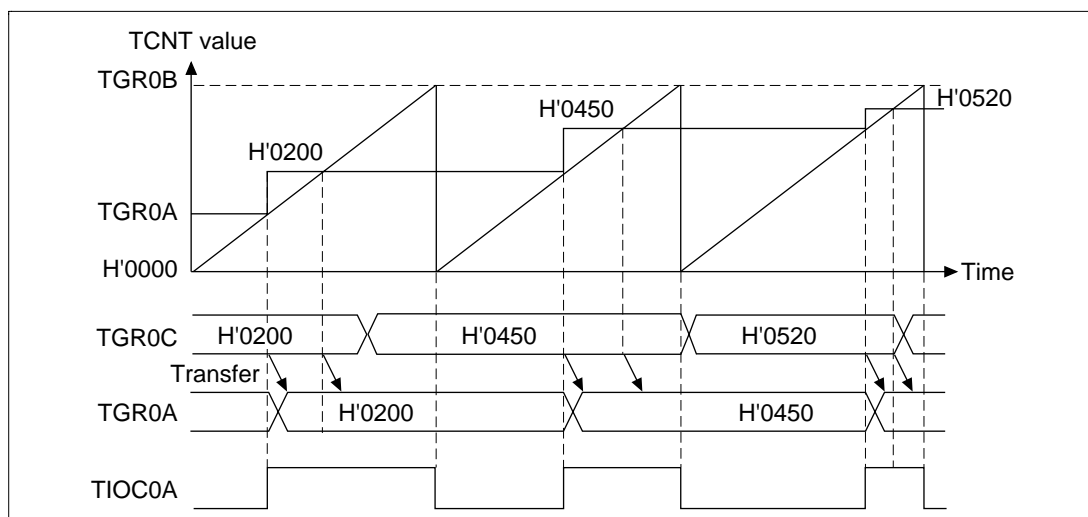 TCNT value
TGR0B
H'0520
H'0450
H'0200
TGR0A
H'0000
Time
TGR0C
H'0200
H'0450
H'0520
Transfer
TGR0A
H'0200
H'0450
TIOC0A